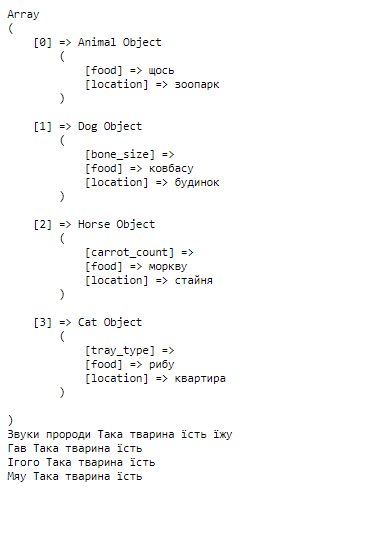 Array
(
    [0] => Animal Object
        (
            [food] => щось
            [location] => зоопарк
        )

    [1] => Dog Object
        (
            [bone_size] =>
            [food] => ковбасу
            [location] => будинок
        )

    [2] => Horse Object
        (
            [carrot_count] =>
            [food] => моркву
            [location] => стайня
        )

    [3] => Cat Object
        (
            [tray_type] =>
            [food] => рибу
            [location] => квартира
        )

)
Звуки пророди Така тварина їсть їжу
Гав Така тварина їсть
Ігого Така тварина їсть
Мяу Така тварина їсть